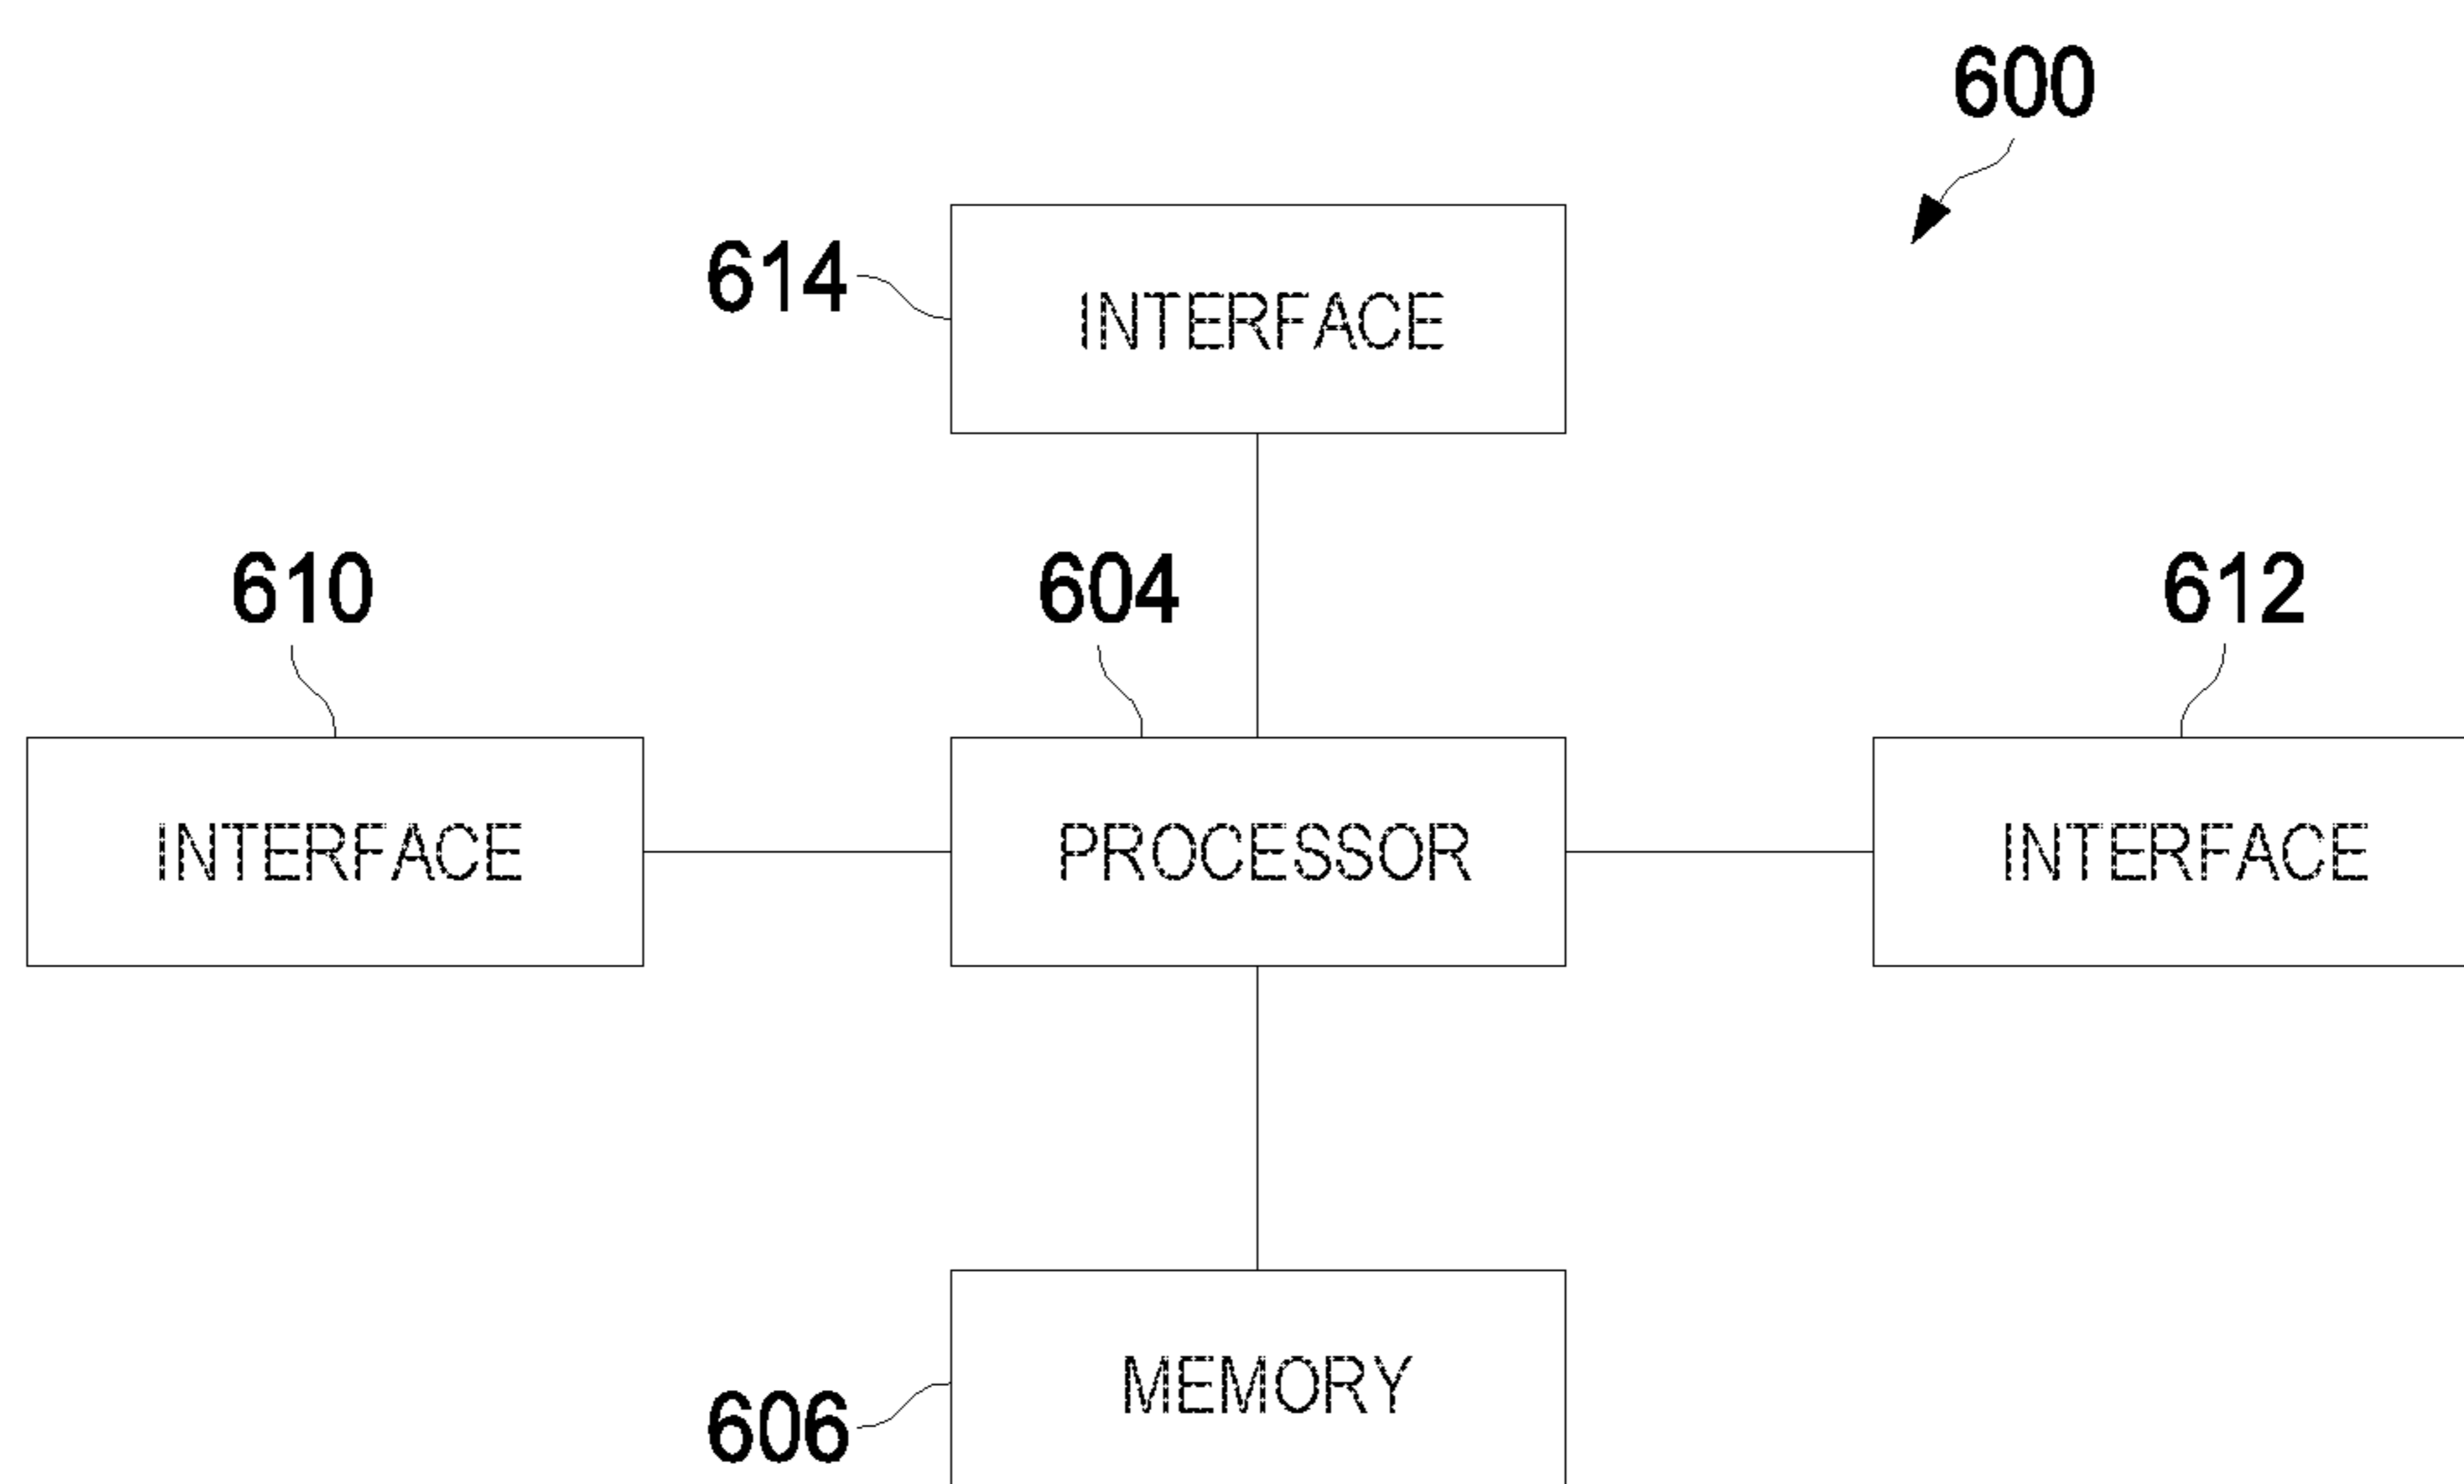 600
614
INTERFACE
610
604
612
INTERFACE
PROCESSOR
INTERFACE
MEMORY
606